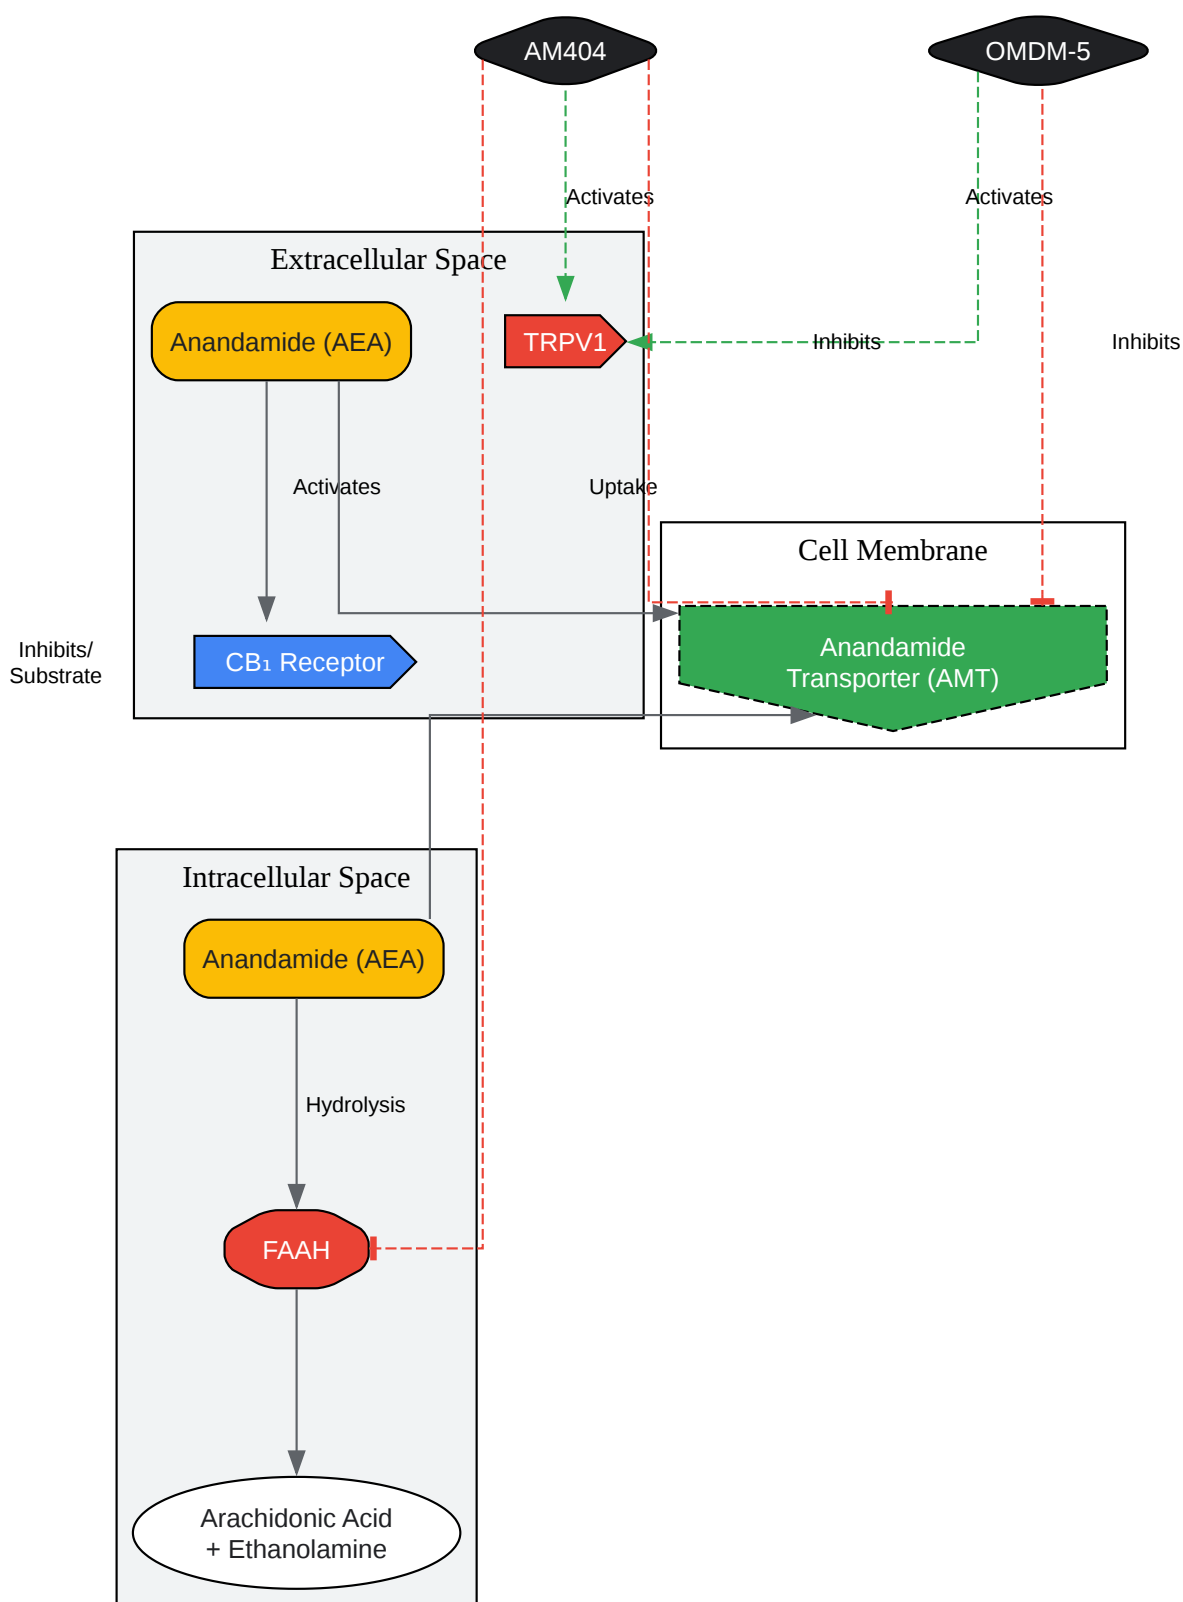 AM404
OMDM-5
Activates
Activates
Extracellular Space
Anandamide (AEA)
TRPV1
Inhibits
Inhibits
Activates
Uptake
Cell Membrane
Inhibits/
Substrate
CB₁ Receptor
Anandamide
Transporter (AMT)
Intracellular Space
Anandamide (AEA)
Hydrolysis
FAAH
Arachidonic Acid
+ Ethanolamine